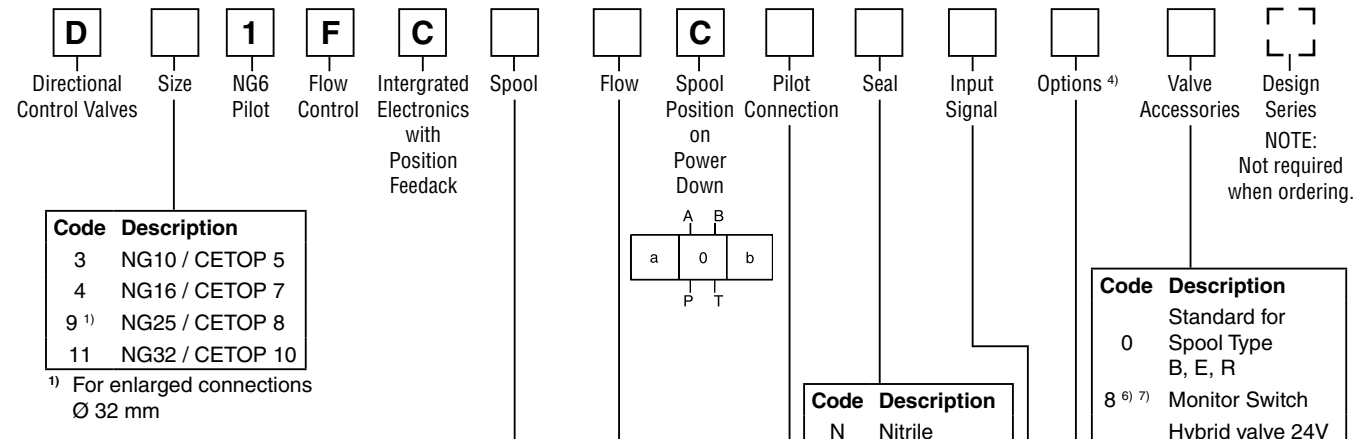 D 1 F C C
Directional Control Valves
Size
NG6 Pilot
Flow Control
Intergrated Electronics with Position Feedack
Spool
Flow
Spool Position on Power Down
Pilot Connection
Seal
Input Signal
Options 4)
Valve Accessories
Design Series
NOTE: Not required when ordering.
A B
a 0 b
P T
Code Description
3 NG10 / CETOP 5
4 NG16 / CETOP 7
9 1) NG25 / CETOP 8
11 NG32 / CETOP 10
1) For enlarged connections
Ø 32 mm
Code Description
N Nitrile
Code Description
0 Standard for Spool Type B, E, R
8 6) 7) Monitor Switch
Hybrid valve 24V